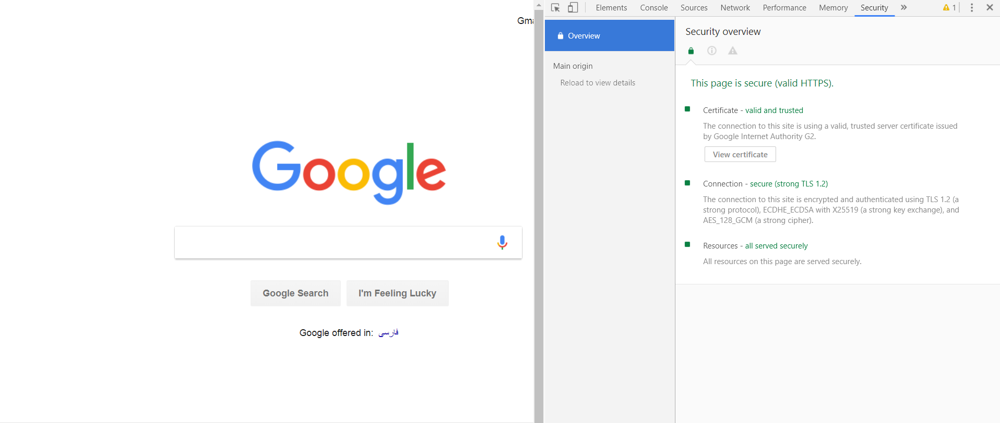 Gma
Google
Google Search
I'm Feeling Lucky
Google offered in: فارسی
Elements Console Sources Network Performance Memory Security » 1
Overview
Main origin
Reload to view details
Security overview
This page is secure (valid HTTPS).
Certificate - valid and trusted
The connection to this site is using a valid, trusted server certificate issued
by Google Internet Authority G2.
View certificate
Connection - secure (strong TLS 1.2)
The connection to this site is encrypted and authenticated using TLS 1.2 (a
strong protocol), ECDHE_ECDSA with X25519 (a strong key exchange), and
AES_128_GCM (a strong cipher).
Resources - all served securely
All resources on this page are served securely.